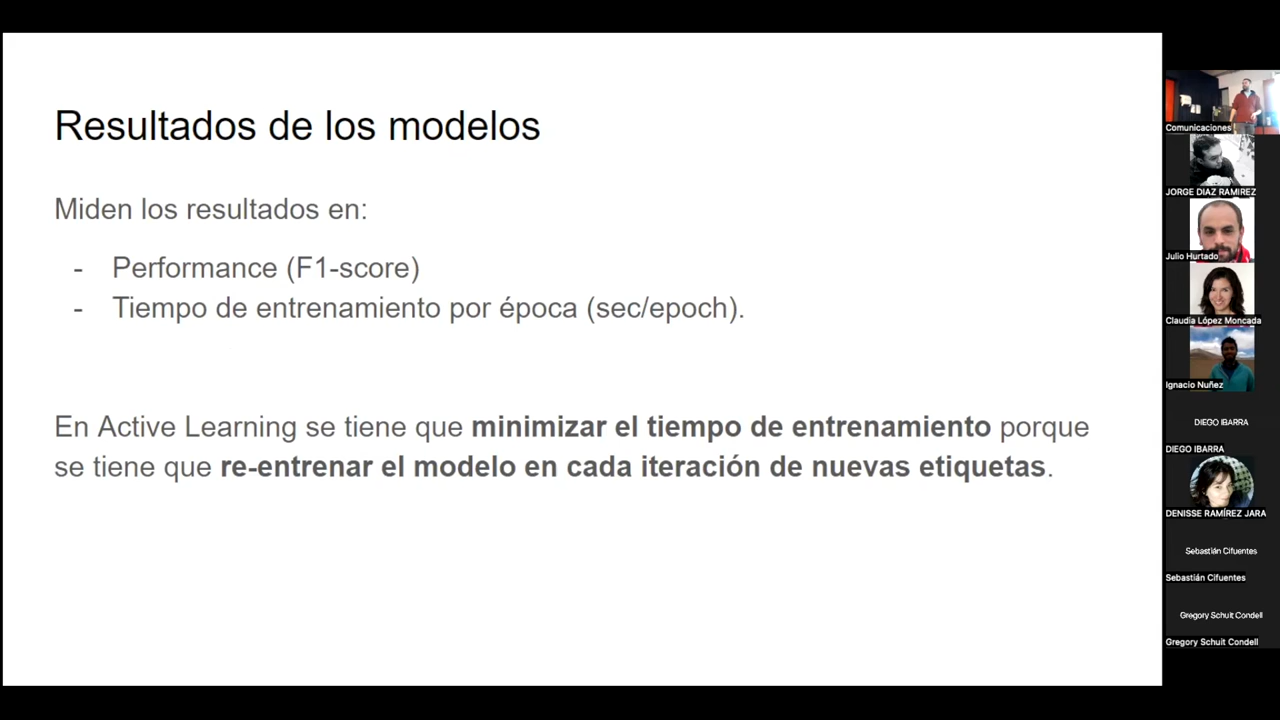 Resultados de los modelos
Miden los resultados en:
- Performance (F1-score)
- Tiempo de entrenamiento por época (sec/epoch).
En Active Learning se tiene que minimizar el tiempo de entrenamiento porque
se tiene que re-entrenar el modelo en cada iteración de nuevas etiquetas.
Comunicaciones
JORGE DIAZ RAMIREZ
Julio Hurtado
Claudia López Moncada
Ignacio Nuñez
DIEGO IBARRA
DIEGO IBARRA
DENISSE RAMÍREZ JARA
Sebastián Cifuentes
Sebastián Cifuentes
Gregory Schuit Condell
Gregory Schuit Condell